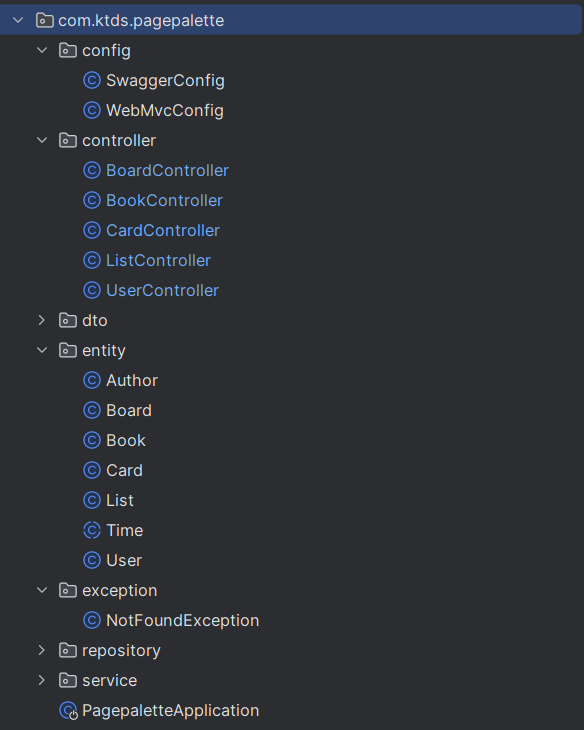 com.ktds.pagepalette
config
SwaggerConfig
WebMvcConfig
controller
BoardController
BookController
CardController
ListController
UserController
dto
entity
Author
Board
Book
Card
List
Time
User
exception
NotFoundException
repository
service
PagepaletteApplication